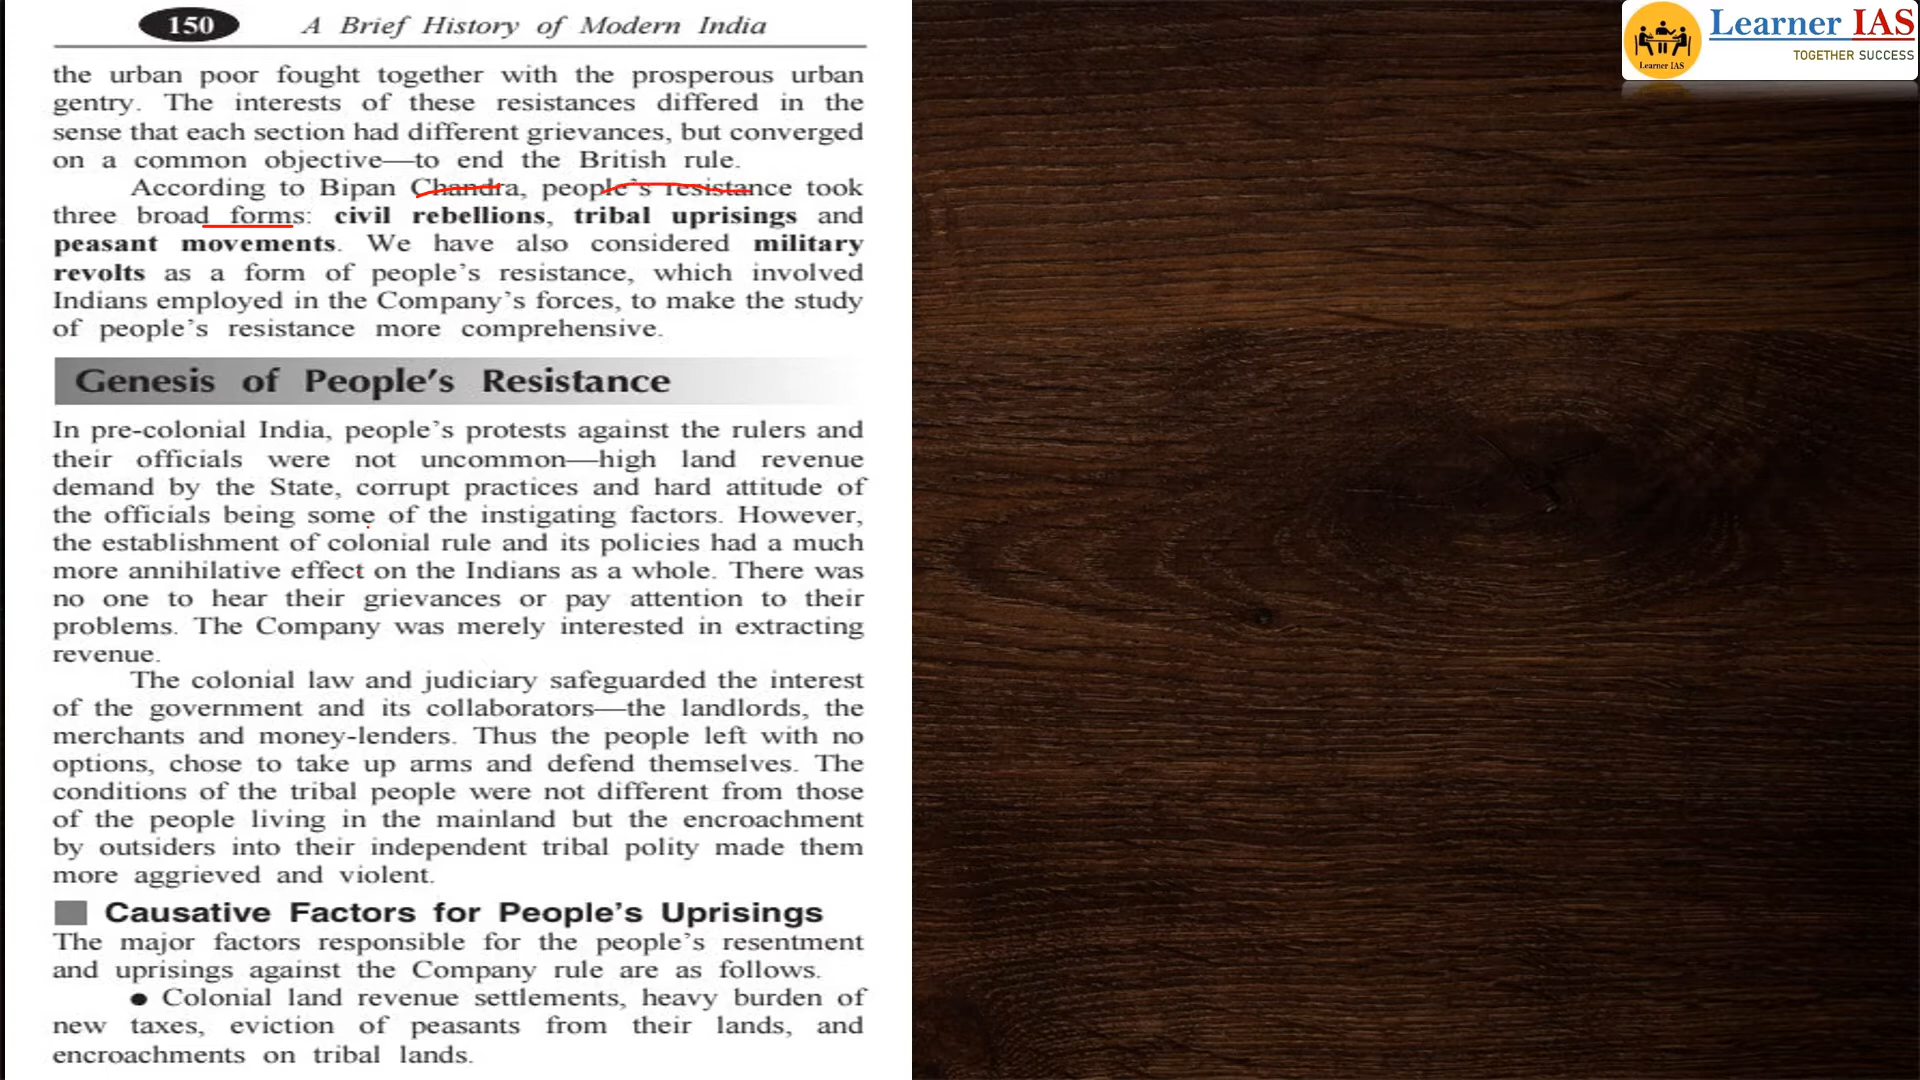 150 A Brief History of Modern India
the urban poor fought together with the prosperous urban
gentry. The interests of these resistances differed in the
sense that each section had different grievances, but converged
on a common objective—to end the British rule.
According to Bipan Chandra, people's resistance took
three broad forms: civil rebellions, tribal uprisings and
peasant movements. We have also considered military
revolts as a form of people's resistance, which involved
Indians employed in the Company's forces, to make the study
of people's resistance more comprehensive.
Genesis of People's Resistance
In pre-colonial India, people's protests against the rulers and
their officials were not uncommon—high land revenue
demand by the State, corrupt practices and hard attitude of
the officials being some of the instigating factors. However,
the establishment of colonial rule and its policies had a much
more annihilative effect on the Indians as a whole. There was
no one to hear their grievances or pay attention to their
problems. The Company was merely interested in extracting
revenue.
The colonial law and judiciary safeguarded the interest
of the government and its collaborators—the landlords, the
merchants and money-lenders. Thus the people left with no
options, chose to take up arms and defend themselves. The
conditions of the tribal people were not different from those
of the people living in the mainland but the encroachment
by outsiders into their independent tribal polity made them
more aggrieved and violent.
Causative Factors for People's Uprisings
The major factors responsible for the people's resentment
and uprisings against the Company rule are as follows.
● Colonial land revenue settlements, heavy burden of
new taxes, eviction of peasants from their lands, and
encroachments on tribal lands.
Learner IAS
TOGETHER SUCCESS
Learner IAS